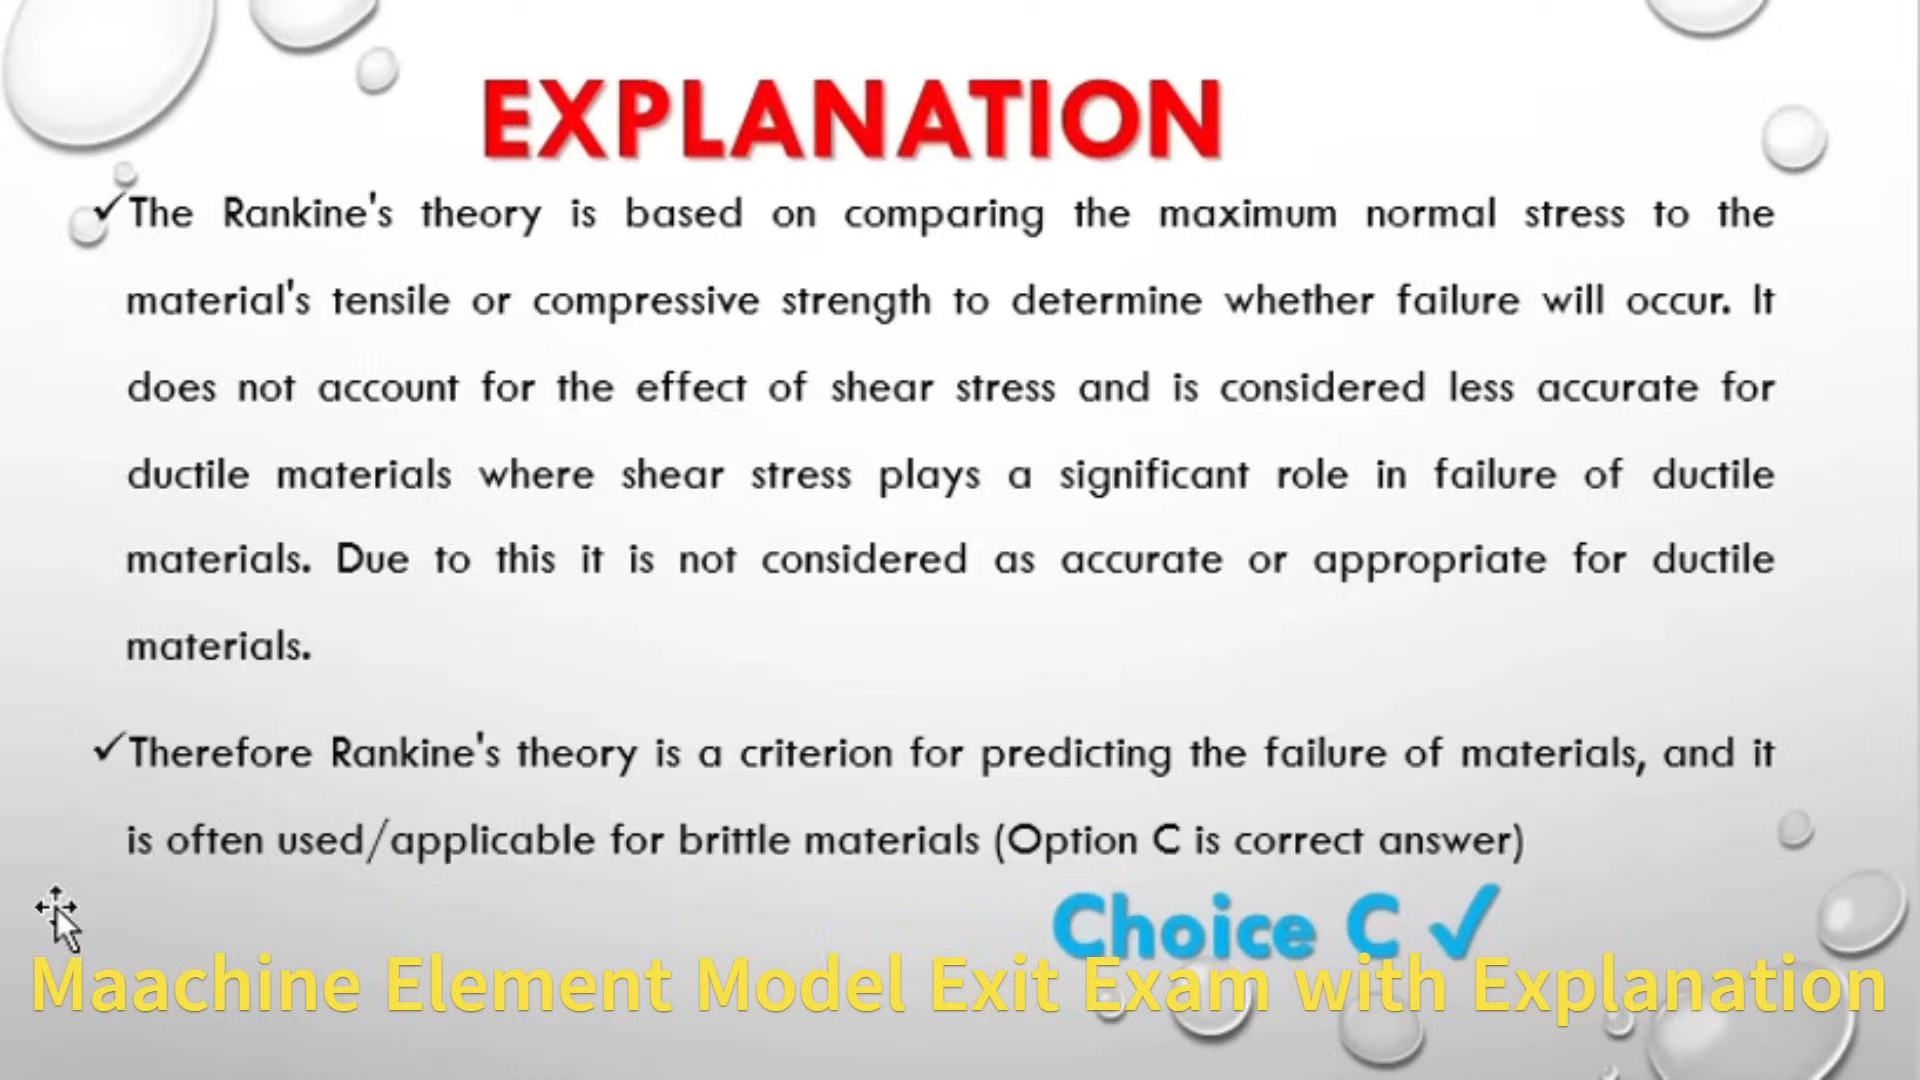 EXPLANATION
✓The Rankine's theory is based on comparing the maximum normal stress to the
material's tensile or compressive strength to determine whether failure will occur. It
does not account for the effect of shear stress and is considered less accurate for
ductile materials where shear stress plays a significant role in failure of ductile
materials. Due to this it is not considered as accurate or appropriate for ductile
materials.
✓Therefore Rankine's theory is a criterion for predicting the failure of materials, and it
is often used/applicable for brittle materials (Option C is correct answer)
Choice C ✓
Maachine Element Model Exit Exam with Explanation